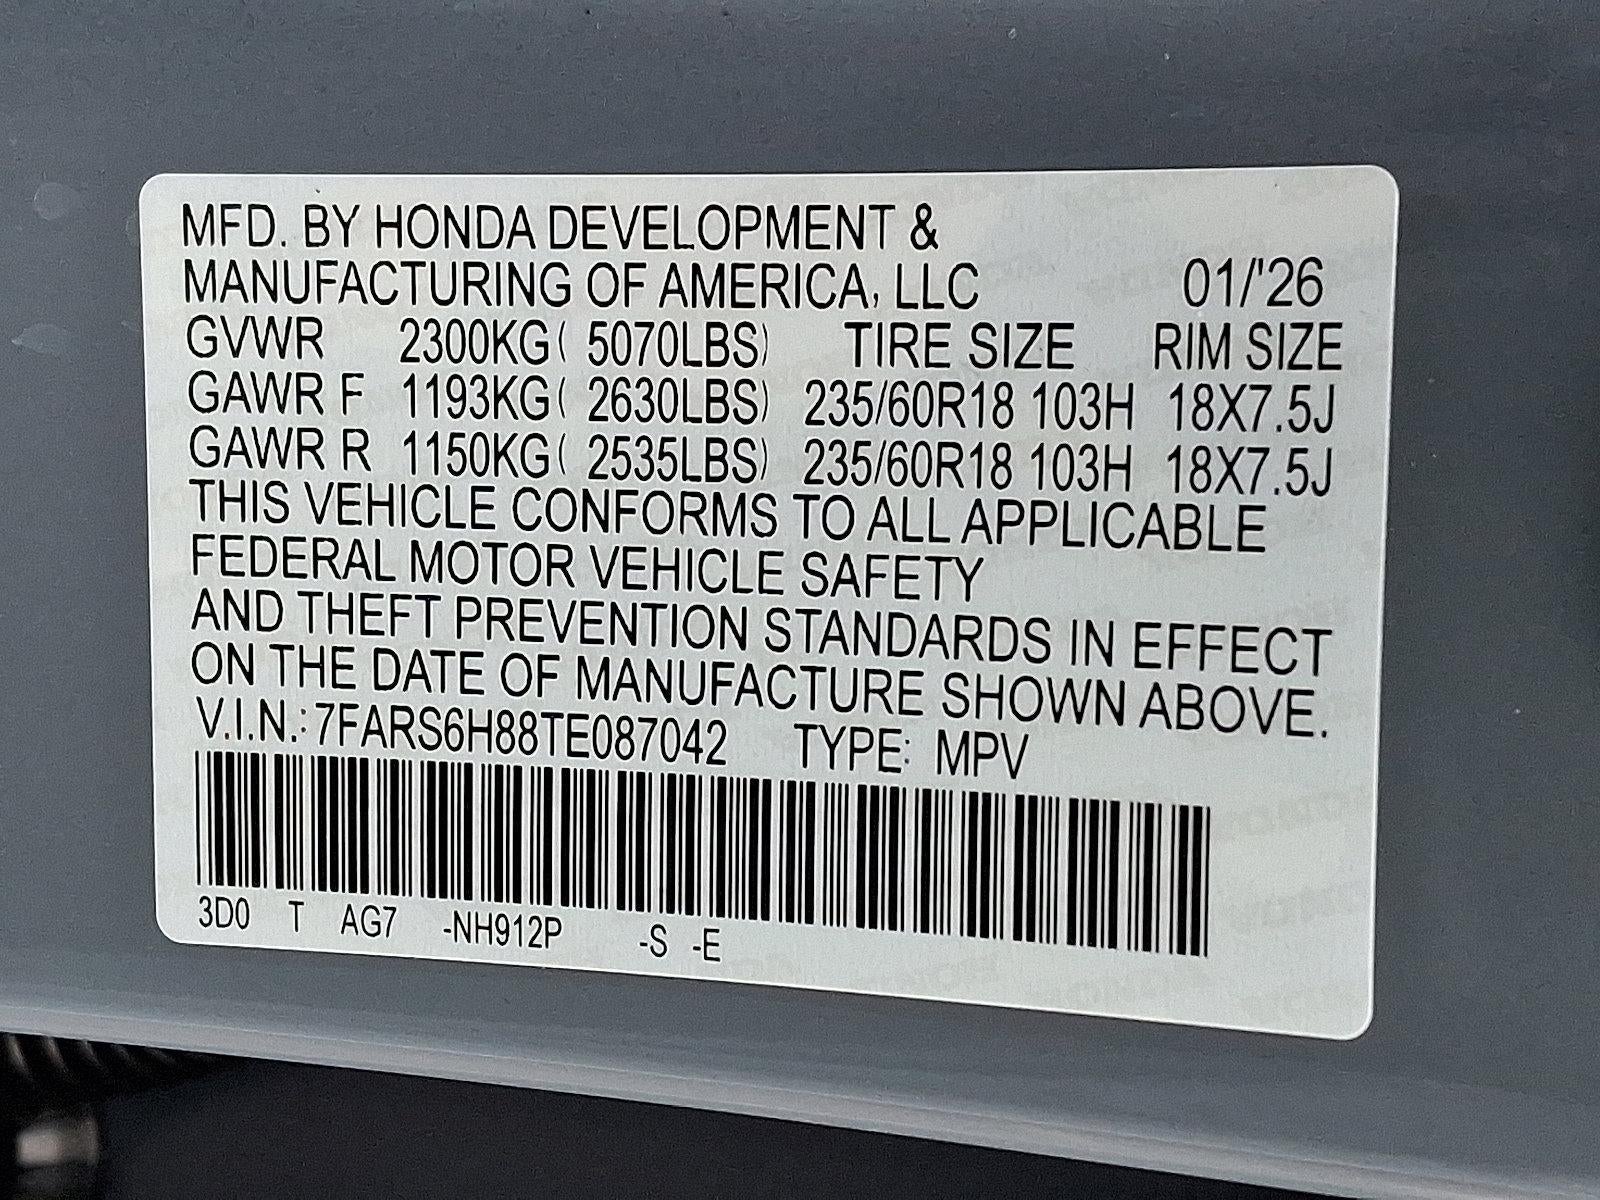 MFD. BY HONDA DEVELOPMENT &
MANUFACTURING OF AMERICA, LLC 01/'26
GVWR 2300KG( 5070LBS) TIRE SIZE RIM SIZE
GAWR F 1193KG( 2630LBS) 235/60R18 103H 18X7.5J
GAWR R 1150KG( 2535LBS) 235/60R18 103H 18X7.5J
THIS VEHICLE CONFORMS TO ALL APPLICABLE
FEDERAL MOTOR VEHICLE SAFETY
AND THEFT PREVENTION STANDARDS IN EFFECT
ON THE DATE OF MANUFACTURE SHOWN ABOVE.
V.I.N.: 7FARS6H88TE087042 TYPE: MPV
3D0 T AG7 -NH912P -S -E